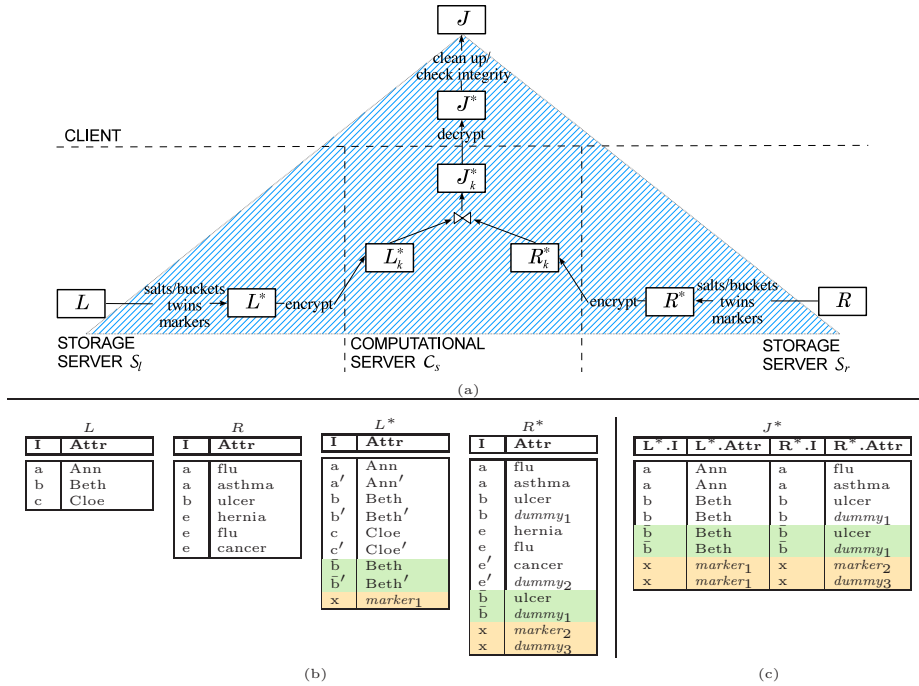 J
clean up/
check integrity
J*
decrypt
CLIENT
J*k
L*k
R*k
L
salts/buckets
twins
markers
L*
encrypt
encrypt
R*
salts/buckets
twins
markers
R
STORAGE
SERVER Sl
COMPUTATIONAL
SERVER Cs
STORAGE
SERVER Sr
(a)
L
I Attr
a Ann
b Beth
c Cloe
R
I Attr
a flu
a asthma
b ulcer
e hernia
e flu
e cancer
L*
I Attr
a Ann
a′ Ann′
b Beth
b′ Beth′
c Cloe
c′ Cloe′
b̄ Beth
b̄′ Beth′
x marker1
R*
I Attr
a flu
a asthma
b ulcer
b dummy1
e hernia
e flu
e′ cancer
e′ dummy2
b̄ ulcer
b̄ dummy1
x marker2
x dummy3
(b)
J*
L*.I L*.Attr R*.I R*.Attr
a Ann a flu
a Ann a asthma
b Beth b ulcer
b Beth b dummy1
b̄ Beth b̄ ulcer
b̄ Beth b̄ dummy1
x marker1 x marker2
x marker1 x dummy3
(c)